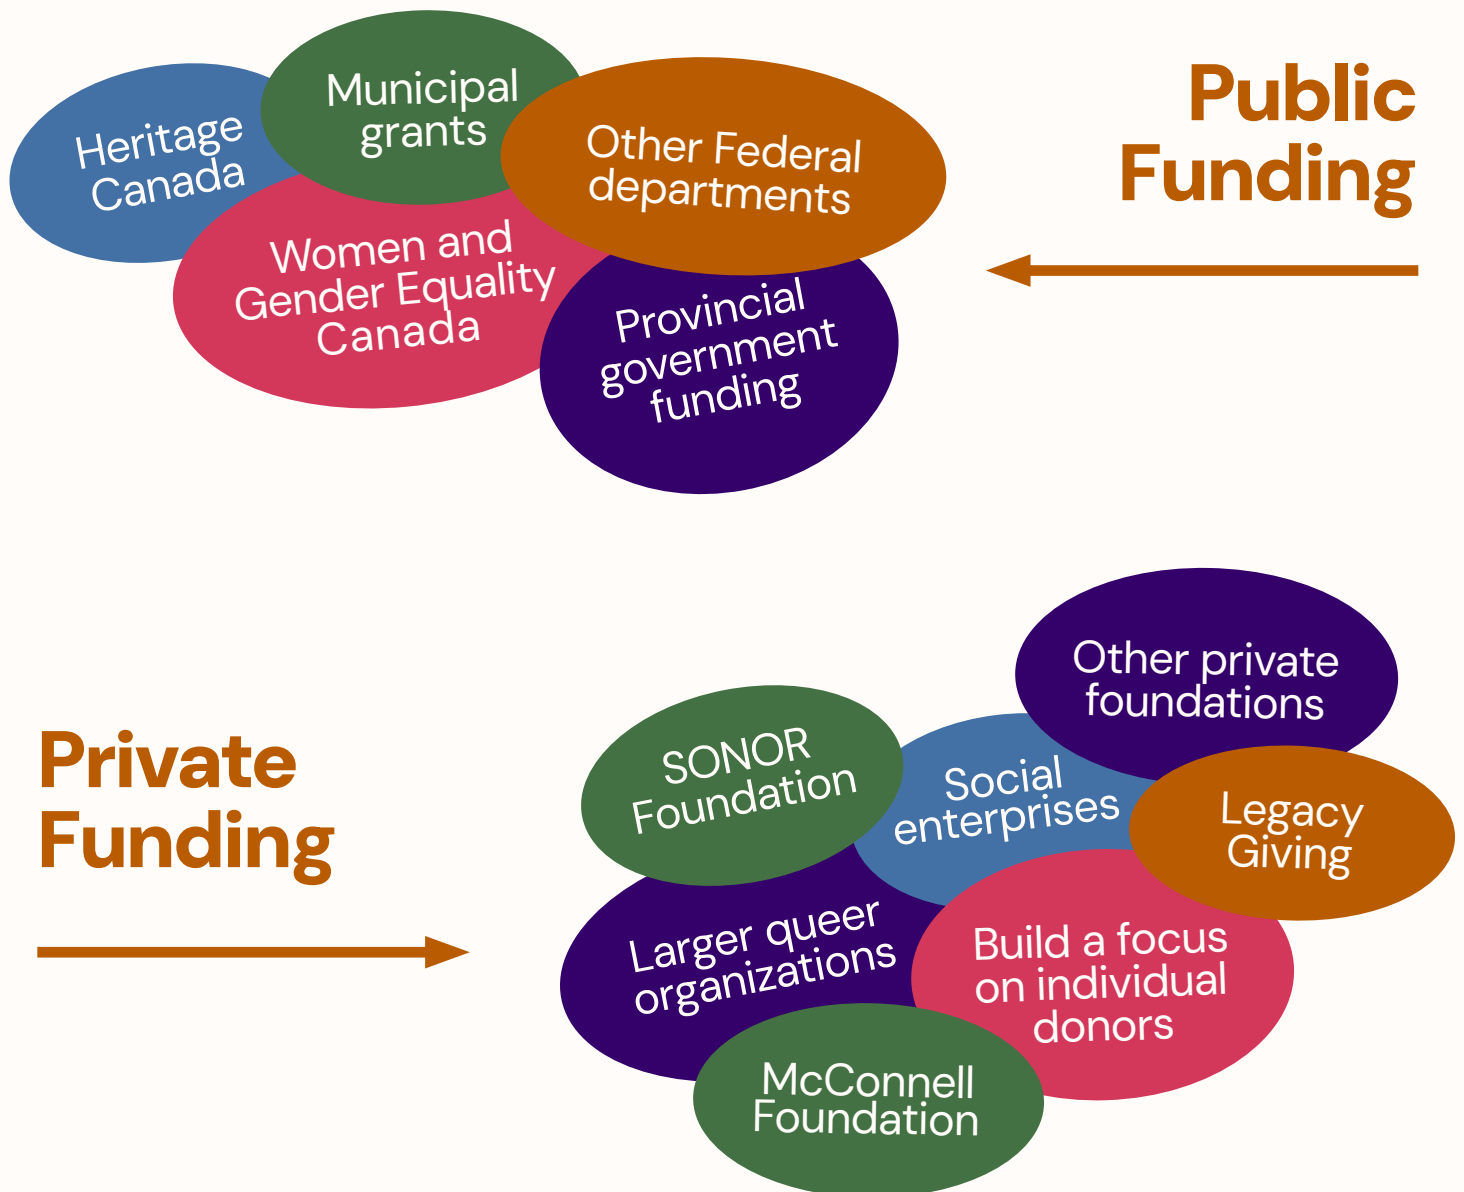 Public
Funding
Heritage
Canada
Municipal
grants
Other Federal
departments
Women and
Gender Equality
Canada
Provincial
government
funding
Private
Funding
Other private
foundations
SONOR
Foundation
Social
enterprises
Legacy
Giving
Larger queer
organizations
Build a focus
on individual
donors
McConnell
Foundation